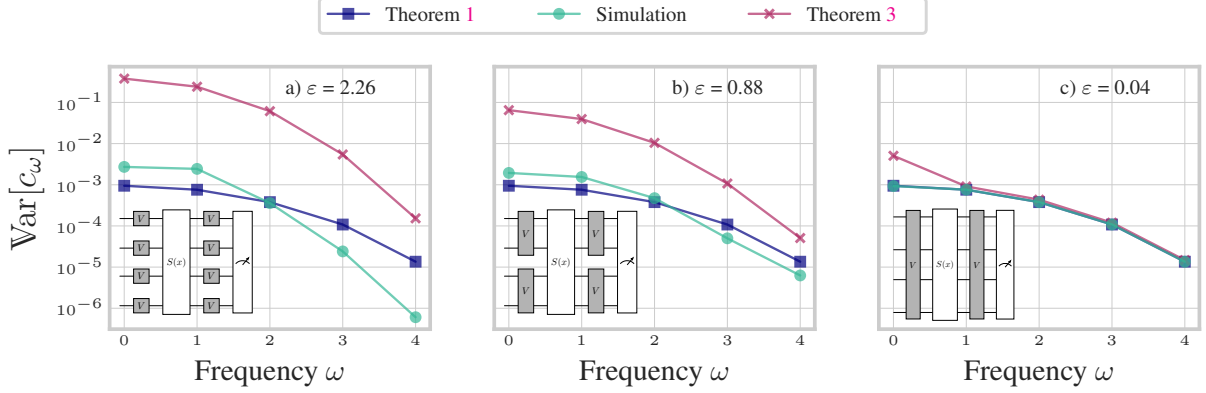 Theorem 1 Simulation Theorem 3
a) ε = 2.26
b) ε = 0.88
c) ε = 0.04
𝕍ar[c_ω]
10⁻¹
10⁻²
10⁻³
10⁻⁴
10⁻⁵
10⁻⁶
V V
V V
S(x)
V V
V V
V V
S(x)
V V
V S(x) V
0 1 2 3 4
0 1 2 3 4
0 1 2 3 4
Frequency ω
Frequency ω
Frequency ω